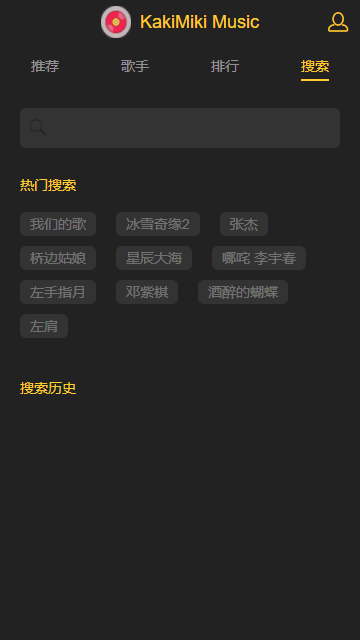 KakiMiki Music
推荐 歌手 排行 搜索
热门搜索
我们的歌 冰雪奇缘2 张杰
桥边姑娘 星辰大海 哪吒 李宇春
左手指月 邓紫棋 酒醉的蝴蝶
左肩
搜索历史